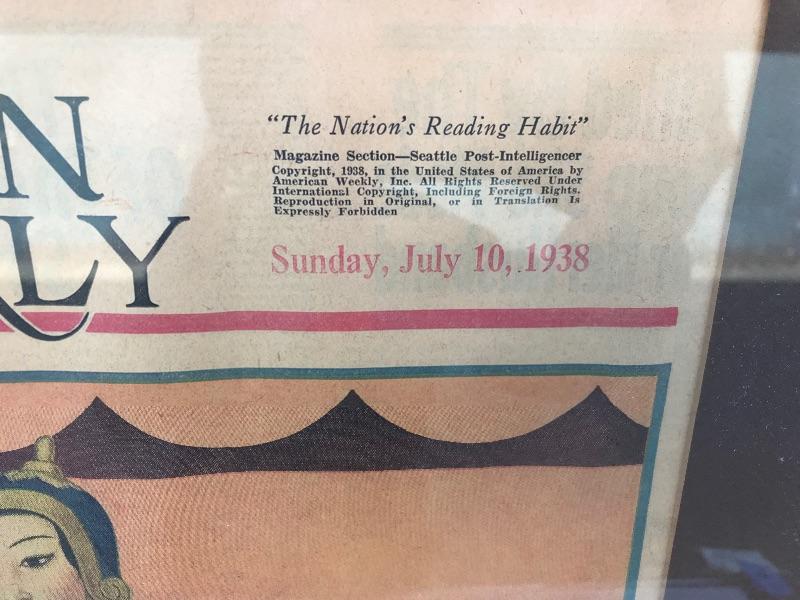 N
RLY
“The Nation's Reading Habit”
Magazine Section—Seattle Post-Intelligencer
Copyright, 1938, in the United States of America by
American Weekly, Inc. All Rights Reserved Under
International Copyright, Including Foreign Rights.
Reproduction in Original, or in Translation Is
Expressly Forbidden
Sunday, July 10, 1938